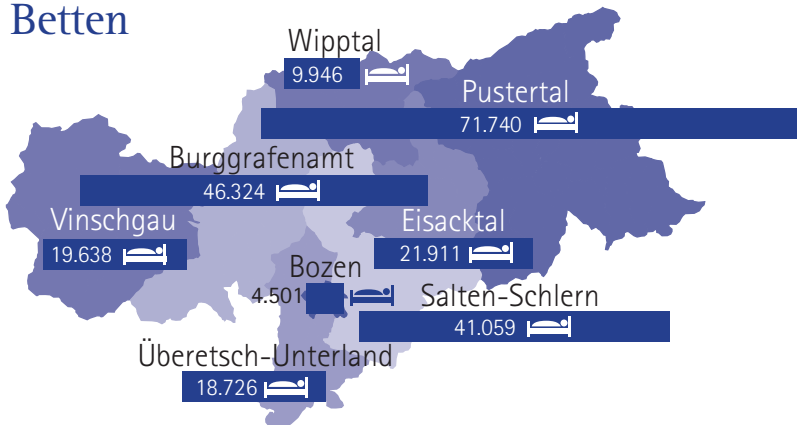 Betten
Wipptal
9.946
Pustertal
71.740
Burggrafenamt
46.324
Vinschgau
19.638
Eisacktal
21.911
Bozen
4.501
Salten-Schlern
41.059
Überetsch-Unterland
18.726